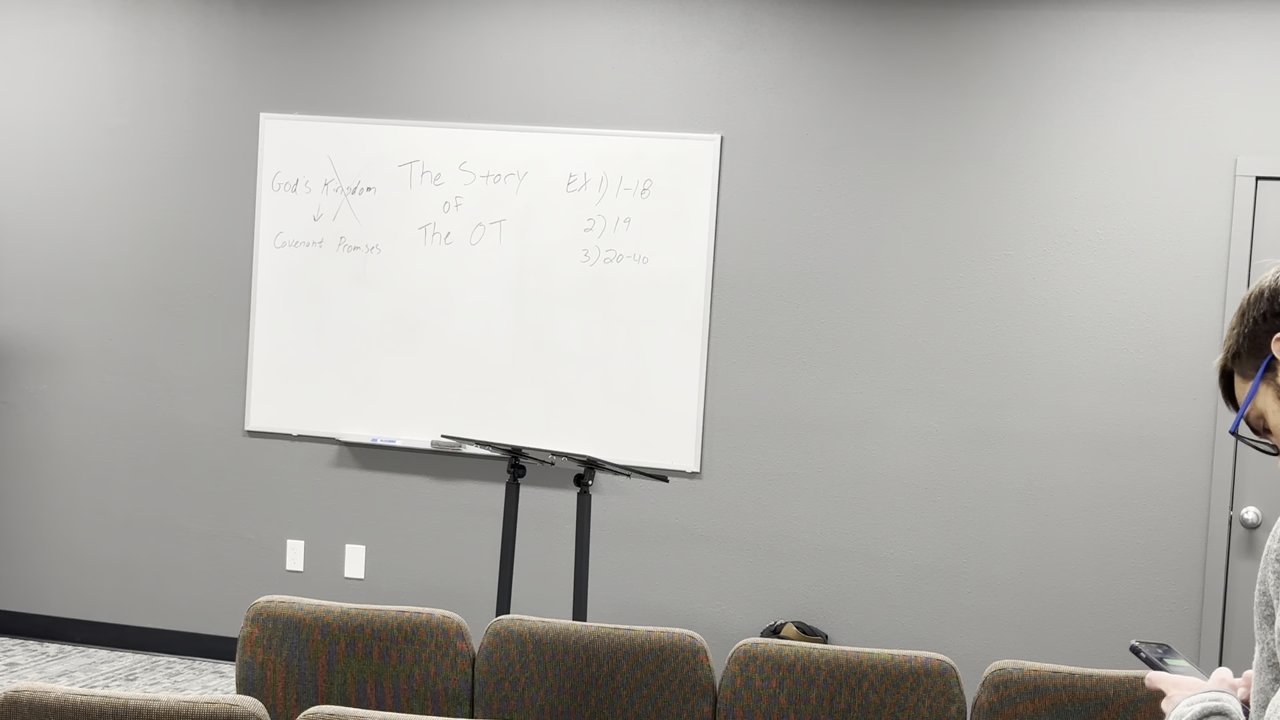 God's Kingdom
↓
Covenant Promises
The Story
of
The OT
EX 1) 1-18
2) 19
3) 20-40